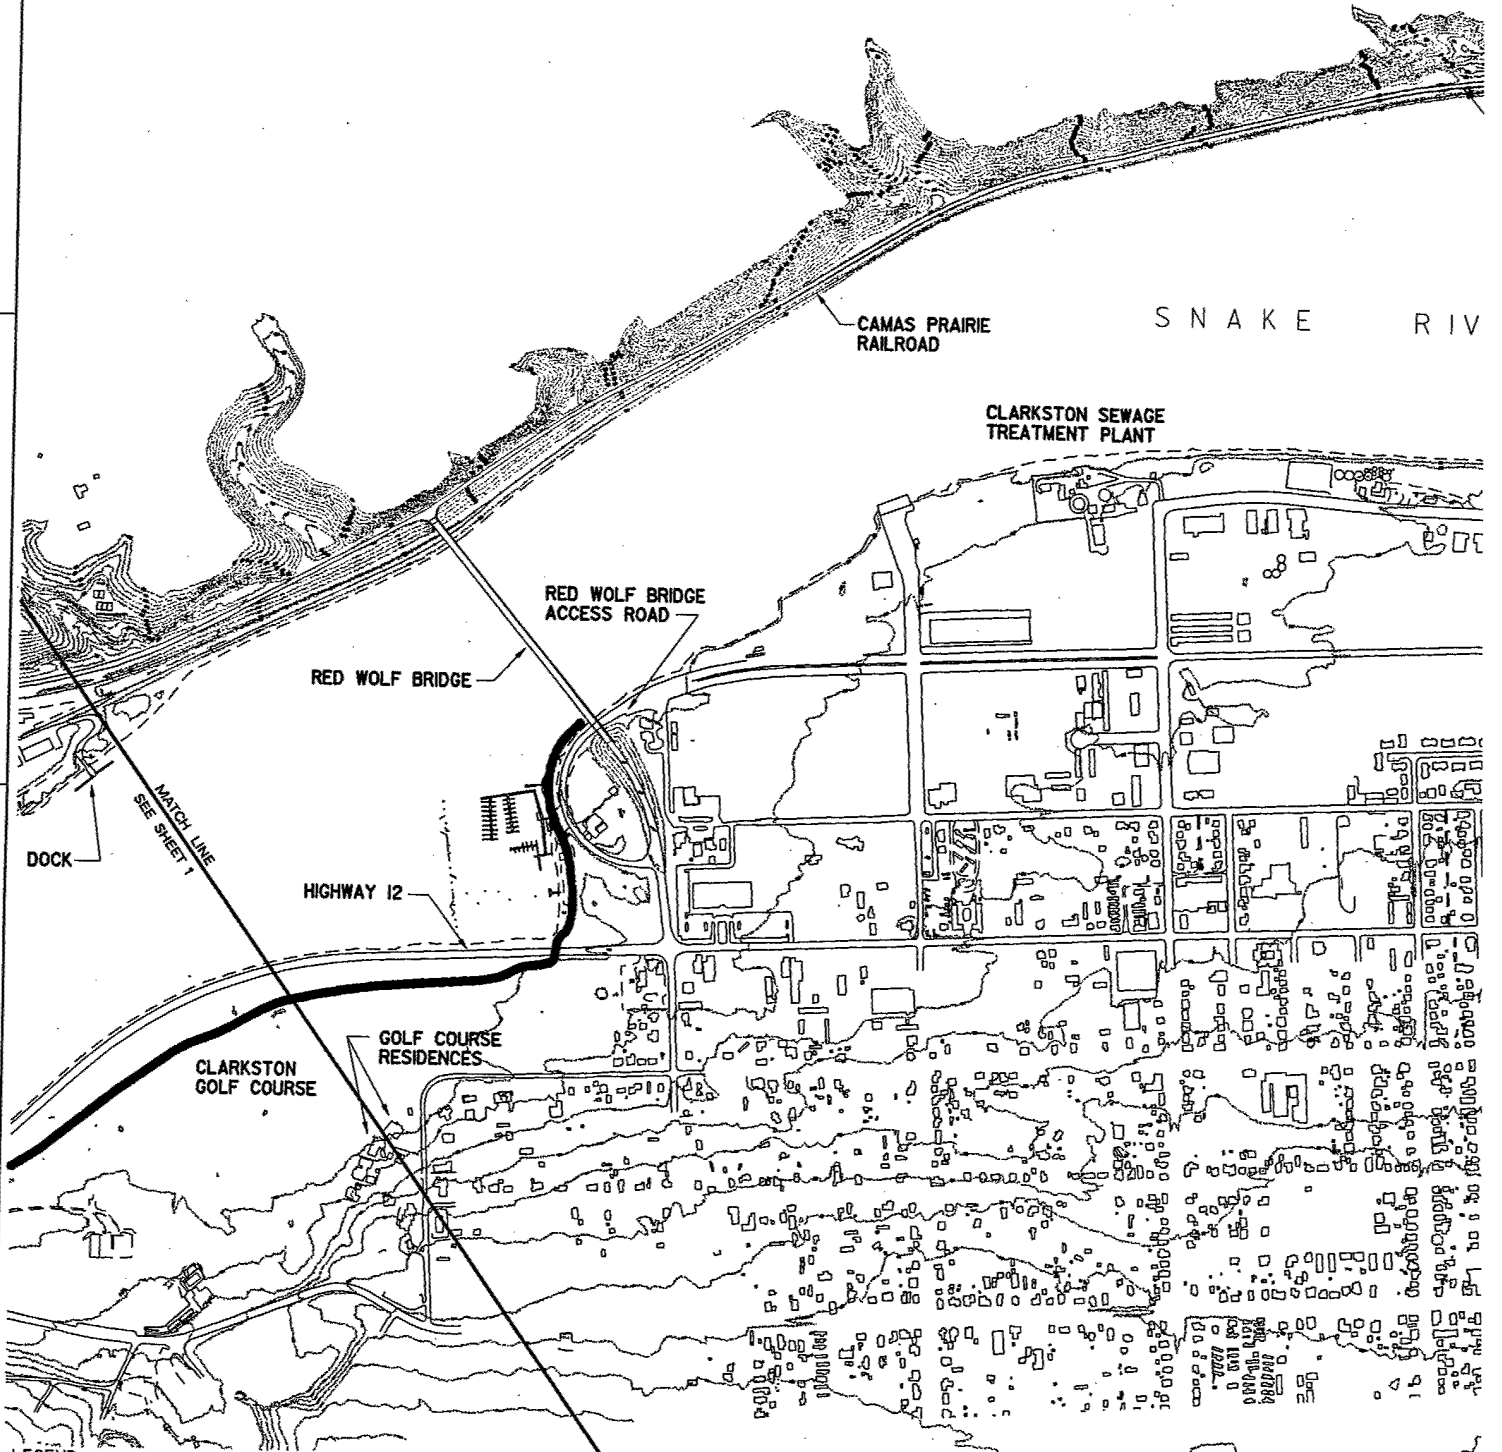 SNAKE RIV
CAMAS PRAIRIE
RAILROAD
CLARKSTON SEWAGE
TREATMENT PLANT
RED WOLF BRIDGE
ACCESS ROAD
RED WOLF BRIDGE
MATCH LINE
SEE SHEET 1
DOCK
HIGHWAY 12
GOLF COURSE
RESIDENCES
CLARKSTON
GOLF COURSE